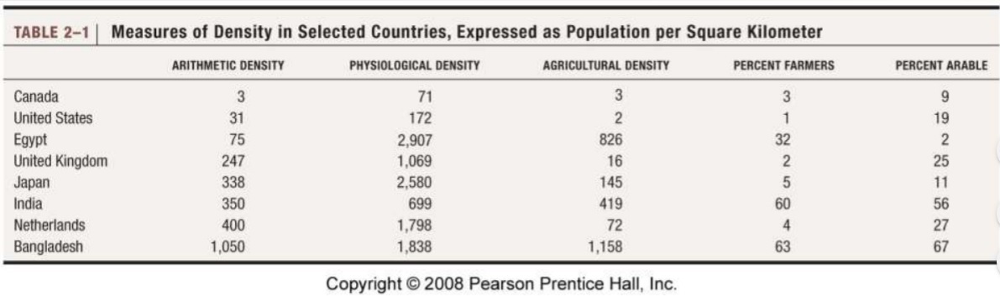 TABLE 2–1 | Measures of Density in Selected Countries, Expressed as Population per Square Kilometer
ARITHMETIC DENSITY PHYSIOLOGICAL DENSITY AGRICULTURAL DENSITY PERCENT FARMERS PERCENT ARABLE
Canada 3 71 3 3 9
United States 31 172 2 1 19
Egypt 75 2,907 826 32 2
United Kingdom 247 1,069 16 2 25
Japan 338 2,580 145 5 11
India 350 699 419 60 56
Netherlands 400 1,798 72 4 27
Bangladesh 1,050 1,838 1,158 63 67
Copyright © 2008 Pearson Prentice Hall, Inc.